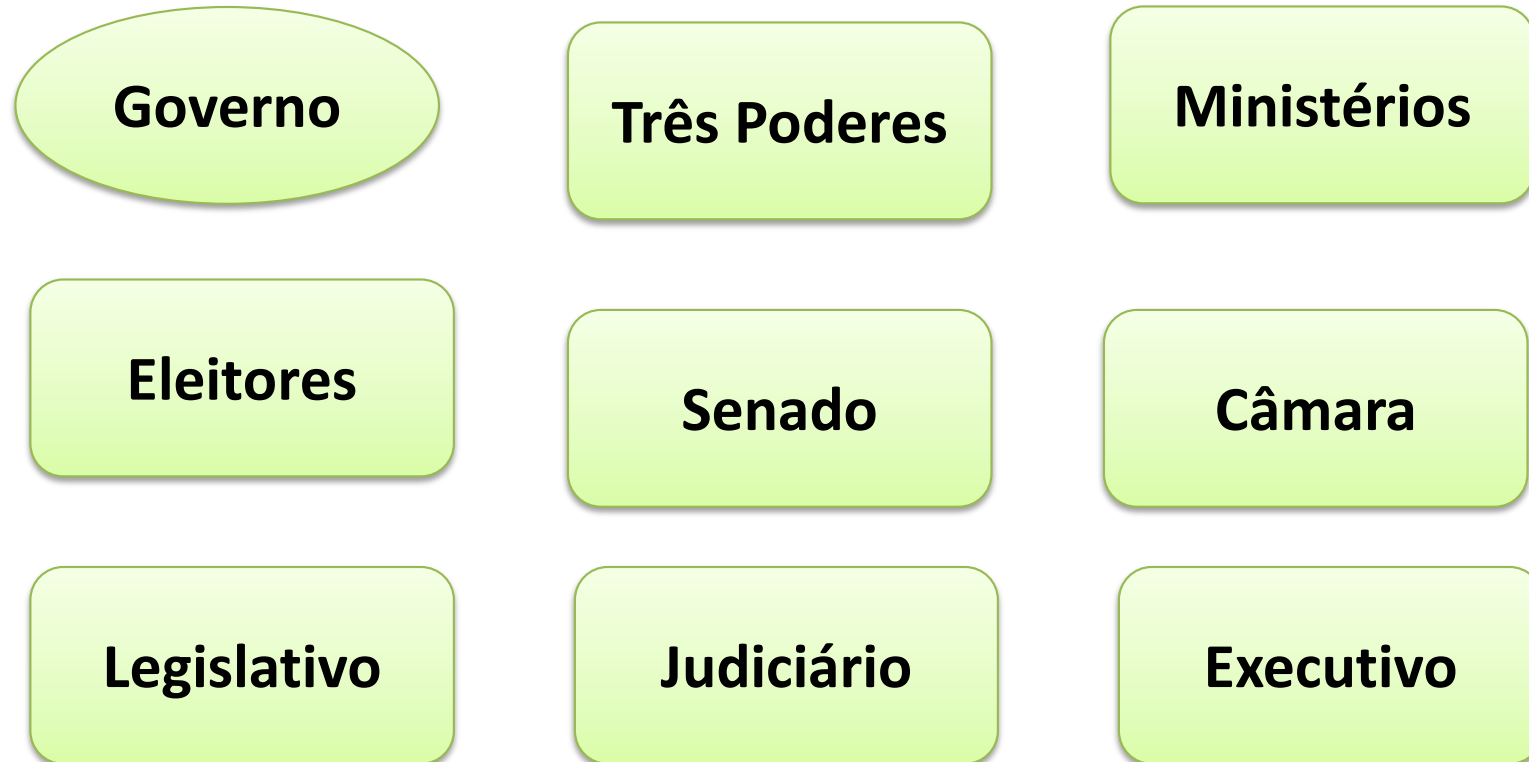 Governo
Três Poderes
Ministérios
Eleitores
Senado
Câmara
Legislativo
Judiciário
Executivo